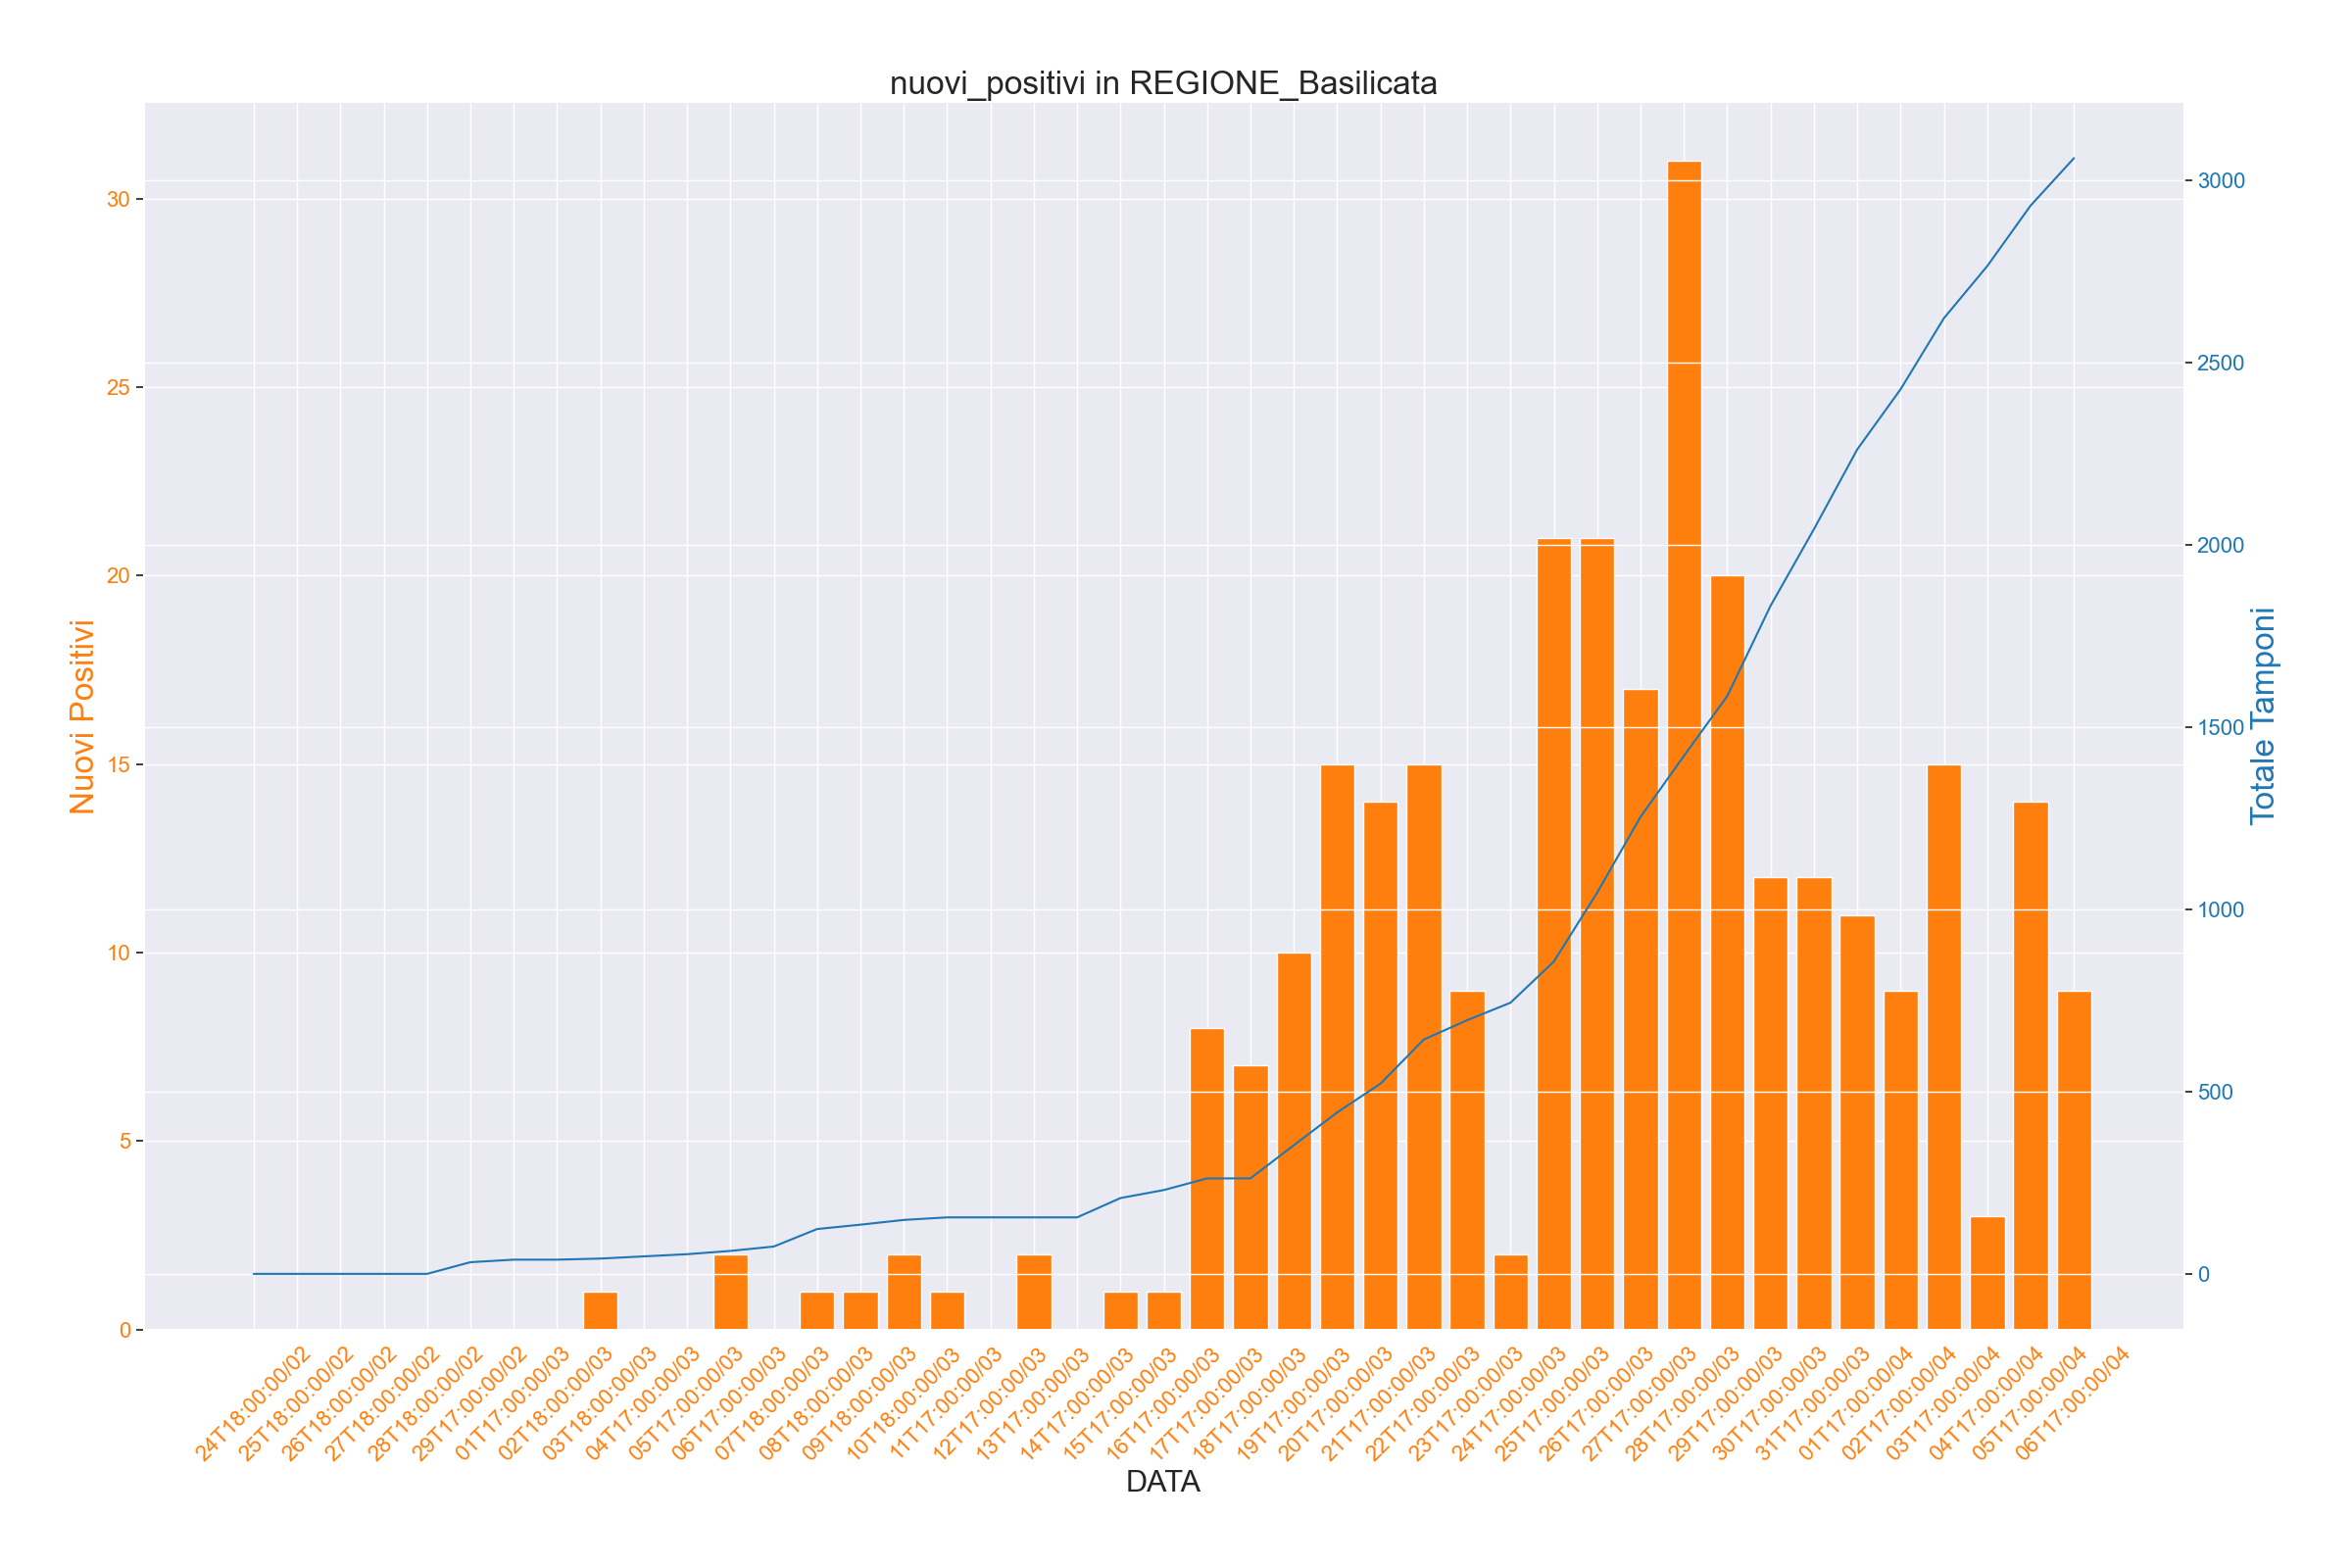 nuovi_positivi in REGIONE_Basilicata
Nuovi Positivi
30
25
20
15
10
5
0
Totale Tamponi
3000
2500
2000
1500
1000
500
0
24T18:00:00/02
25T18:00:00/02
26T18:00:00/02
27T18:00:00/02
28T18:00:00/02
29T17:00:00/02
01T17:00:00/03
02T18:00:00/03
03T18:00:00/03
04T17:00:00/03
05T17:00:00/03
06T17:00:00/03
07T18:00:00/03
08T18:00:00/03
09T18:00:00/03
10T18:00:00/03
11T17:00:00/03
12T17:00:00/03
13T17:00:00/03
14T17:00:00/03
15T17:00:00/03
16T17:00:00/03
17T17:00:00/03
18T17:00:00/03
19T17:00:00/03
20T17:00:00/03
21T17:00:00/03
22T17:00:00/03
23T17:00:00/03
24T17:00:00/03
25T17:00:00/03
26T17:00:00/03
27T17:00:00/03
28T17:00:00/03
29T17:00:00/03
30T17:00:00/03
31T17:00:00/03
01T17:00:00/04
02T17:00:00/04
03T17:00:00/04
04T17:00:00/04
05T17:00:00/04
06T17:00:00/04
DATA